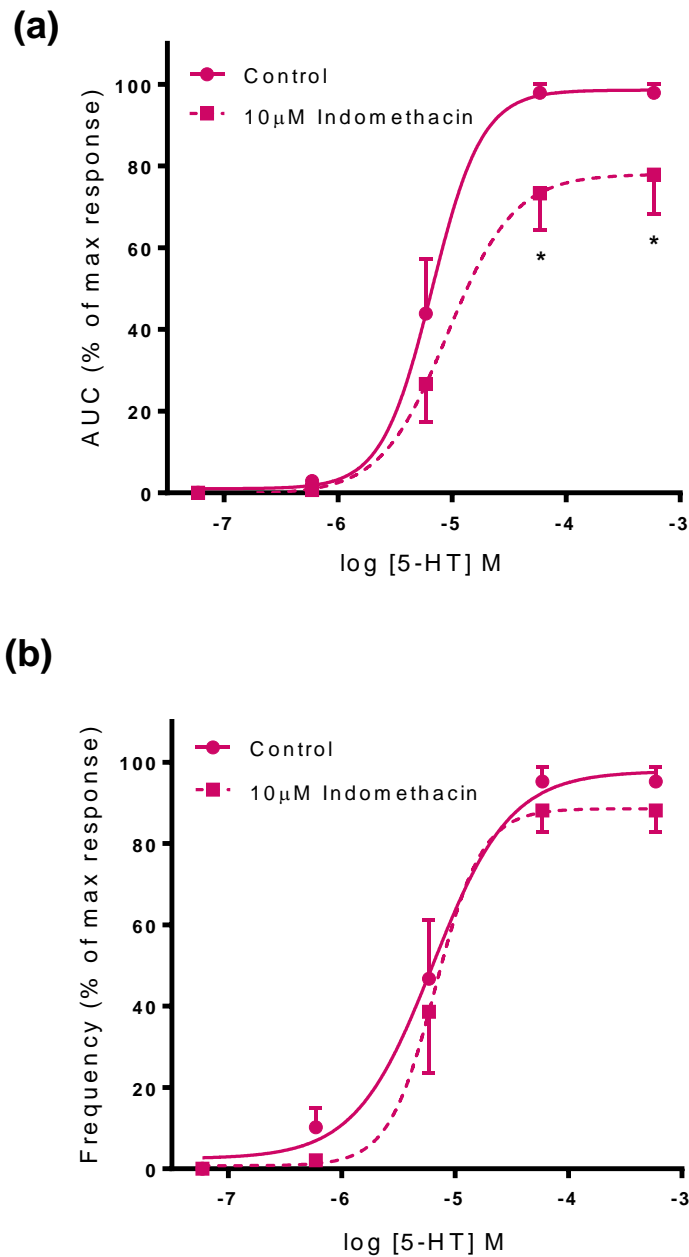 (a)
Control
10µM Indomethacin
AUC (% of max response)
100
80
60
40
20
0
*
*
-7
-6
-5
-4
-3
log [5-HT] M
(b)
Control
10µM Indomethacin
Frequency (% of max response)
100
80
60
40
20
0
-7
-6
-5
-4
-3
log [5-HT] M